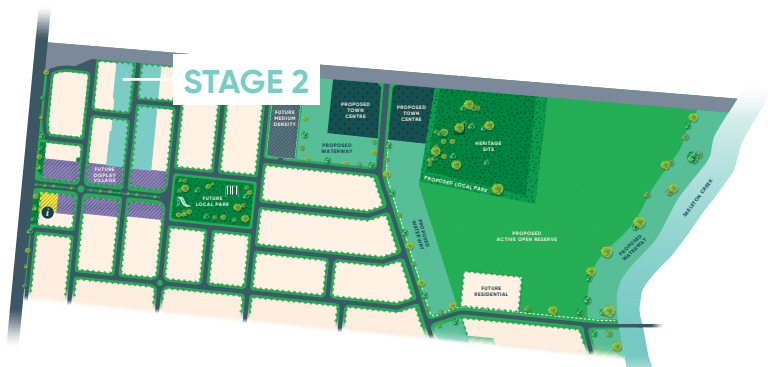 STAGE 2
FUTURE
MEDIUM
DENSITY
PROPOSED
TOWN
CENTRE
PROPOSED
TOWN
CENTRE
PROPOSED
WATERWAY
HERITAGE
SITE
PROPOSED LOCAL PARK
FUTURE
DISPLAY
VILLAGE
FUTURE
LOCAL PARK
i
PROPOSED
WATERWAY
PROPOSED
ACTIVE OPEN RESERVE
SKELETON CREEK
PROPOSED
WATERWAY
FUTURE
RESIDENTIAL